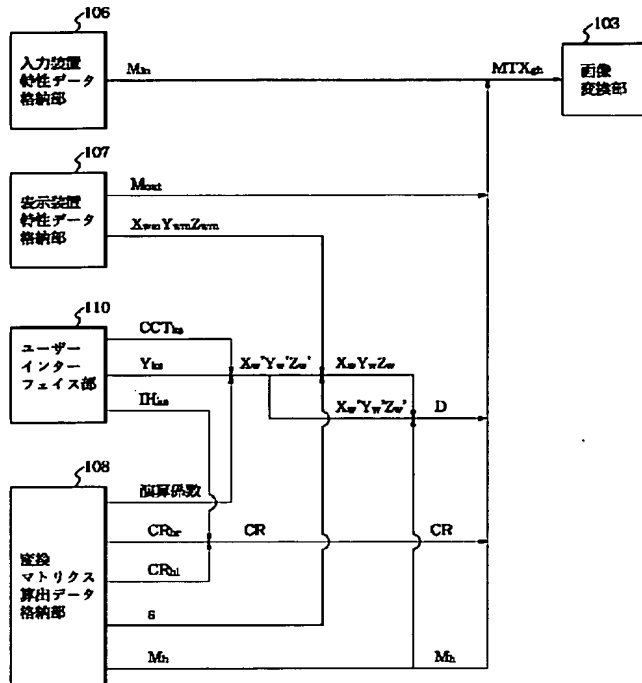 106
入力装置
特性データ
格納部
Min
MTXgh
103
画像
変換部
107
表示装置
特性データ
格納部
Mout
XwmYwmZwm
110
ユーザー
インター
フェイス部
CCTks
Yks
Xw'Yw'Zw'
XwYwZw
Xw'Yw'Zw'
D
108
変換
マトリクス
算出データ
格納部
演算係数
CRhr
CR
CR
CRhl
s
Mh
Mh